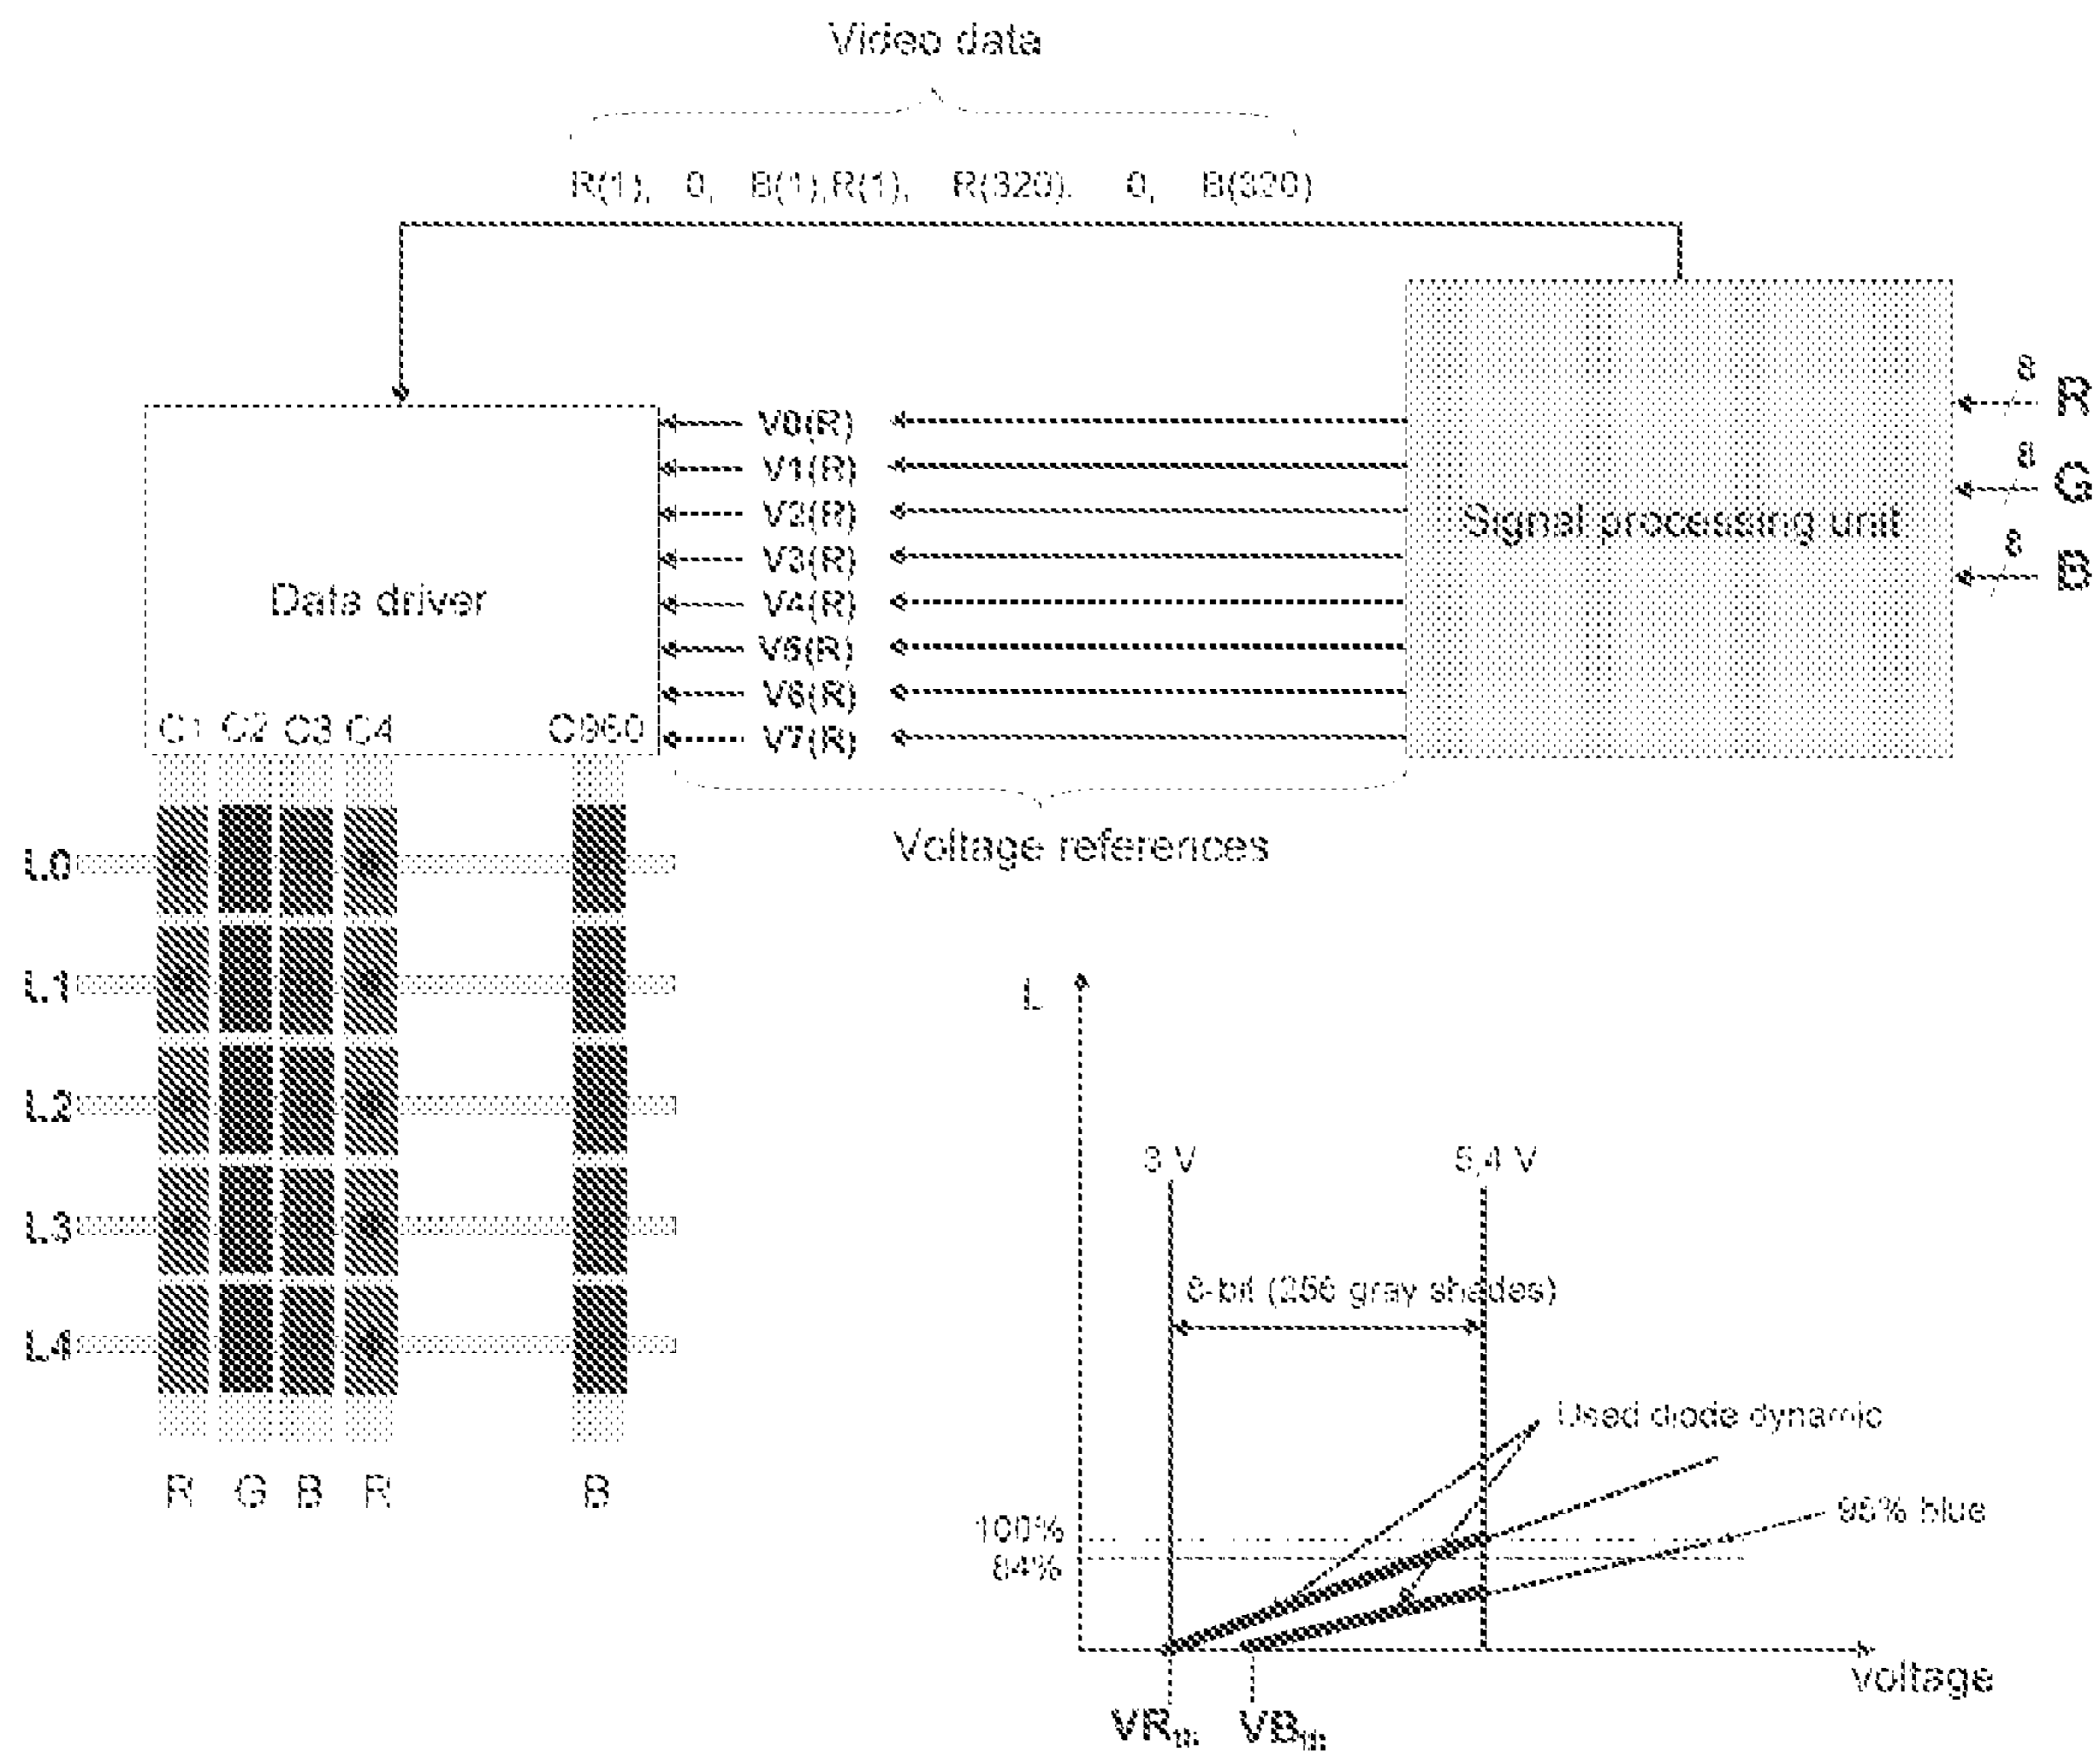 Video data
R(1), 0, B(1),R(1), R(320). 0, B(320)
8 R
8 G
8 B
Signal processing unit
Data driver
V0(R)
V1(R)
V2(R)
V3(R)
V4(R)
V5(R)
V6(R)
V7(R)
C1 C2 C3 C4 C960
Voltage references
L0
L1
L2
L3
L4
R G B R B
L
3 V 5,4 V
8-bit (256 gray shades)
Used diode dynamic
100%
84%
voltage
VRth VBth